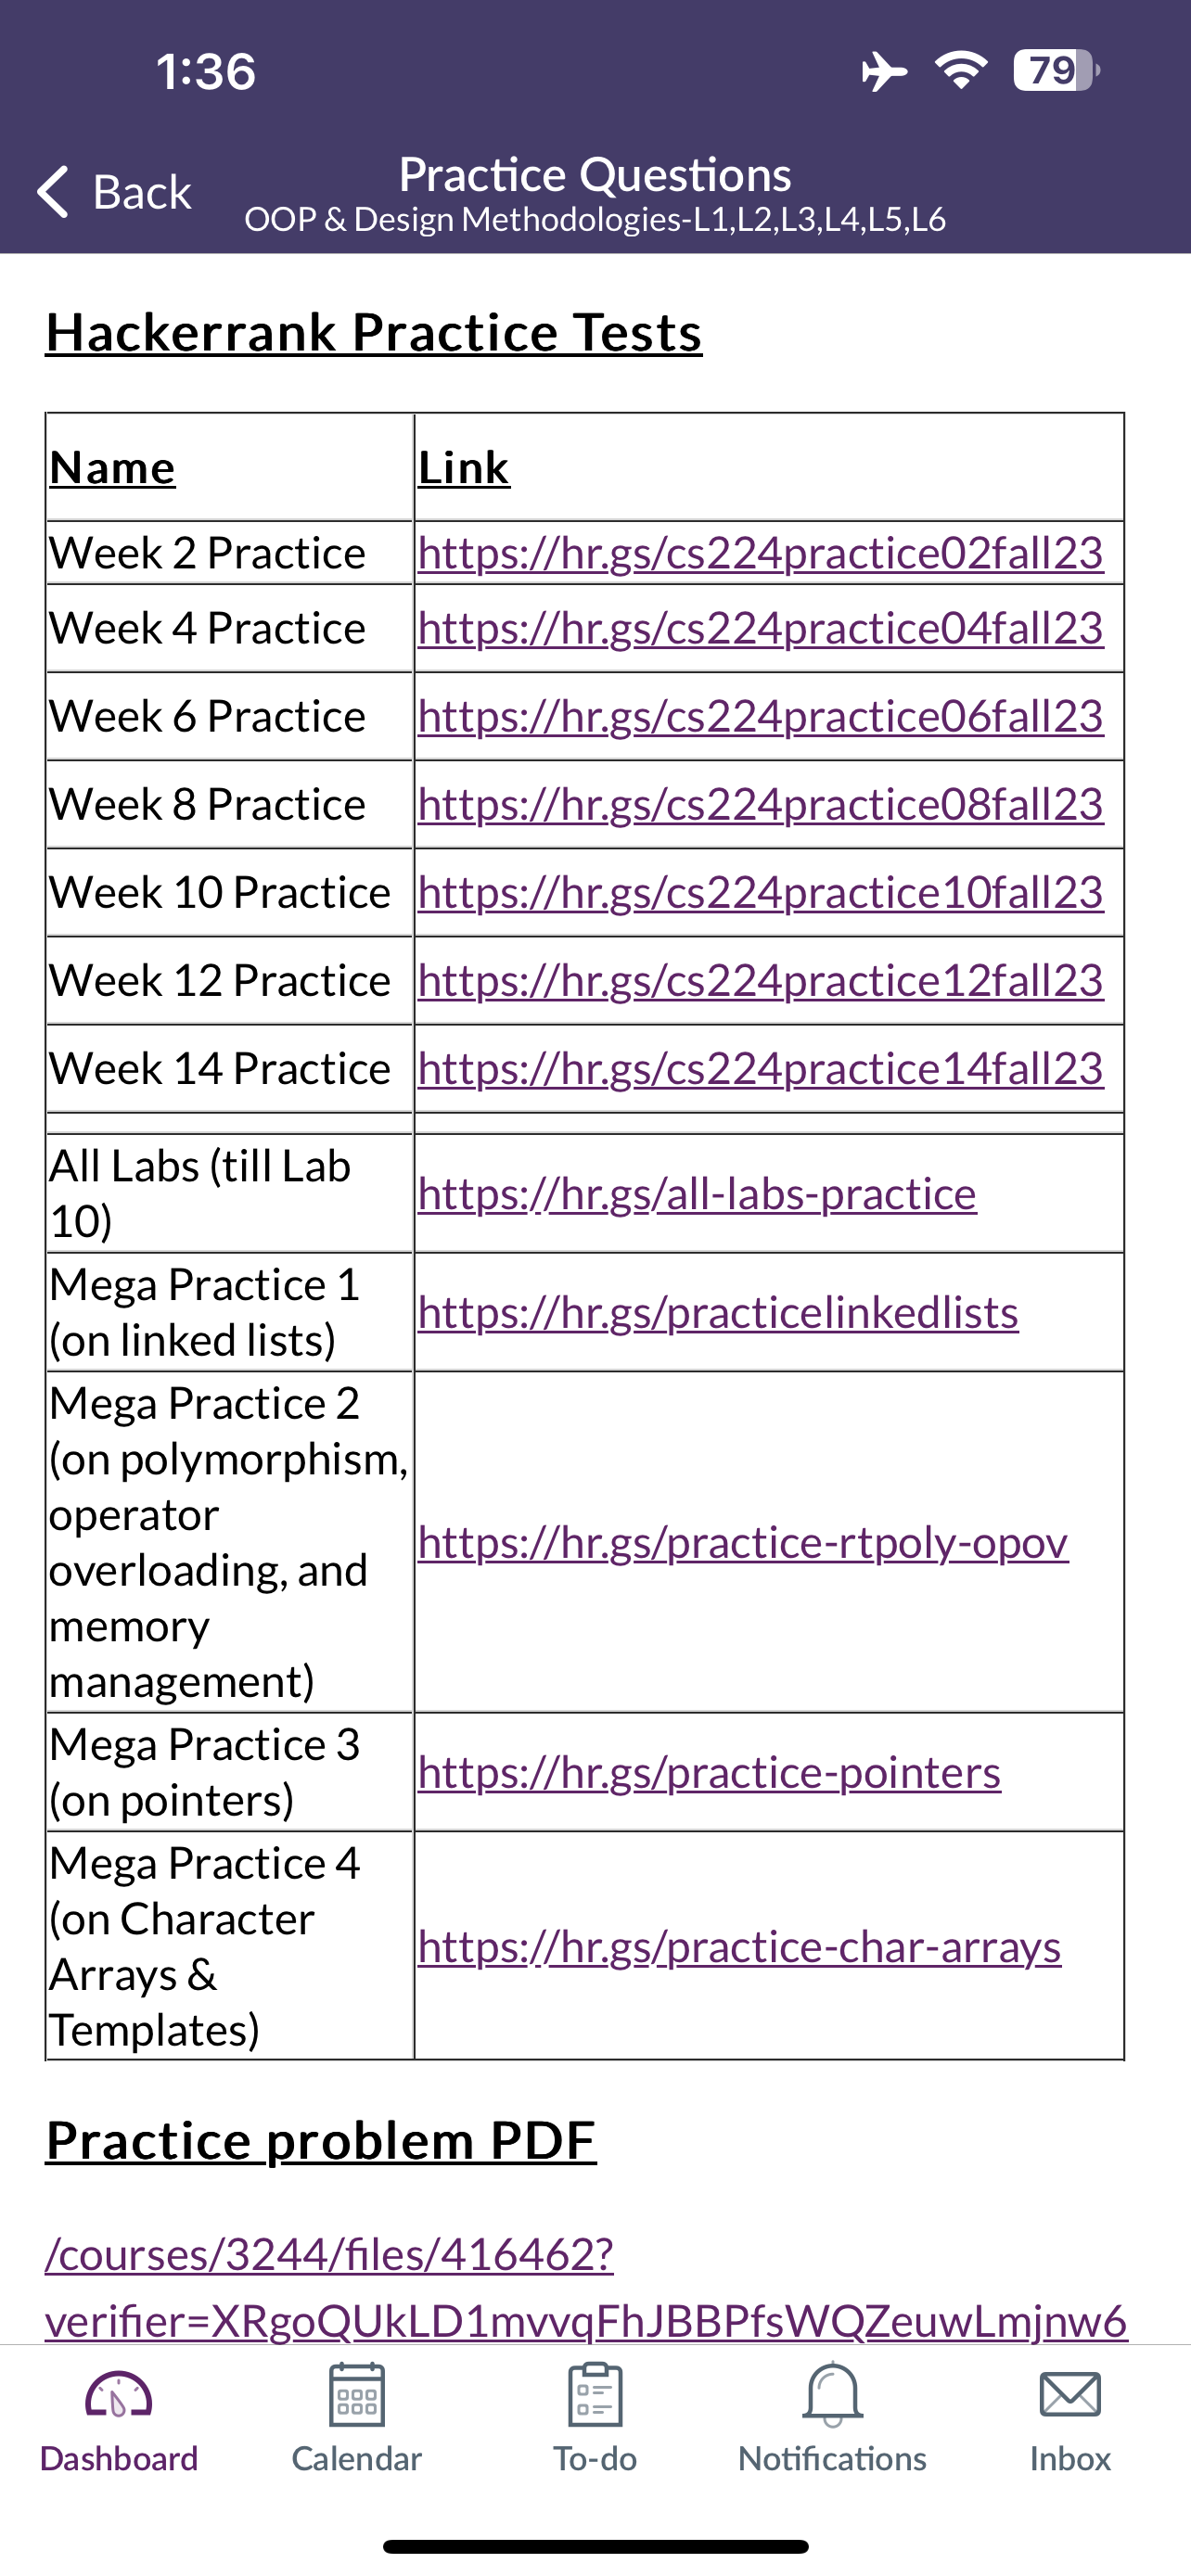 1:36
79
Back
Practice Questions
OOP & Design Methodologies-L1,L2,L3,L4,L5,L6
Hackerrank Practice Tests
Name
Link
Week 2 Practice
https://hr.gs/cs224practice02fall23
Week 4 Practice
https://hr.gs/cs224practice04fall23
Week 6 Practice
https://hr.gs/cs224practice06fall23
Week 8 Practice
https://hr.gs/cs224practice08fall23
Week 10 Practice
https://hr.gs/cs224practice10fall23
Week 12 Practice
https://hr.gs/cs224practice12fall23
Week 14 Practice
https://hr.gs/cs224practice14fall23
All Labs (till Lab
10)
https://hr.gs/all-labs-practice
Mega Practice 1
(on linked lists)
https://hr.gs/practicelinkedlists
Mega Practice 2
(on polymorphism,
operator
overloading, and
memory
management)
https://hr.gs/practice-rtpoly-opov
Mega Practice 3
(on pointers)
https://hr.gs/practice-pointers
Mega Practice 4
(on Character
Arrays &
Templates)
https://hr.gs/practice-char-arrays
Practice problem PDF
/courses/3244/files/416462?
verifier=XRgoQUkLD1mvvqFhJBBPfsWQZeuwLmjnw6
Dashboard
Calendar
To-do
Notifications
Inbox